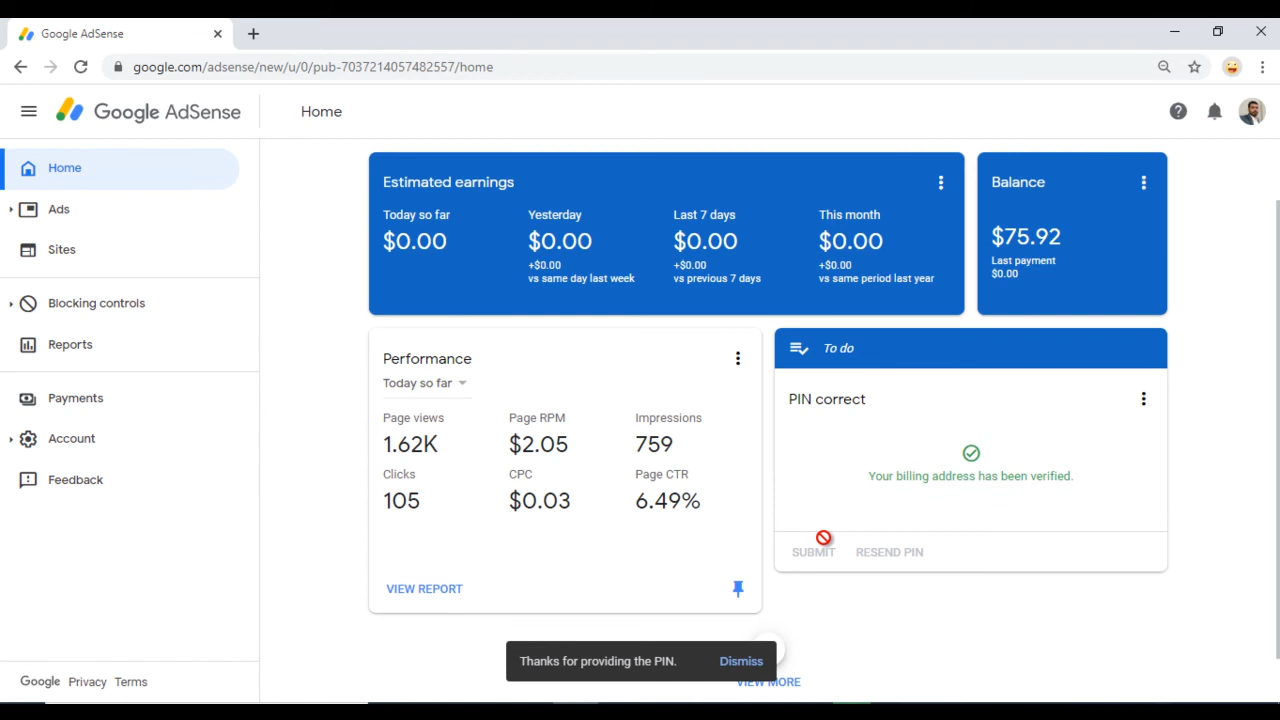 Google AdSense
google.com/adsense/new/u/0/pub-7037214057482557/home
Google AdSense
Home
Home
Ads
Sites
Blocking controls
Reports
Payments
Account
Feedback
Google Privacy Terms
Estimated earnings
Today so far
$0.00
Yesterday
$0.00
+$0.00
vs same day last week
Last 7 days
$0.00
+$0.00
vs previous 7 days
This month
$0.00
+$0.00
vs same period last year
Balance
$75.92
Last payment
$0.00
Performance
Today so far
Page views
1.62K
Page RPM
$2.05
Impressions
759
Clicks
105
CPC
$0.03
Page CTR
6.49%
VIEW REPORT
To do
PIN correct
Your billing address has been verified.
SUBMIT RESEND PIN
Thanks for providing the PIN. Dismiss
VIEW MORE